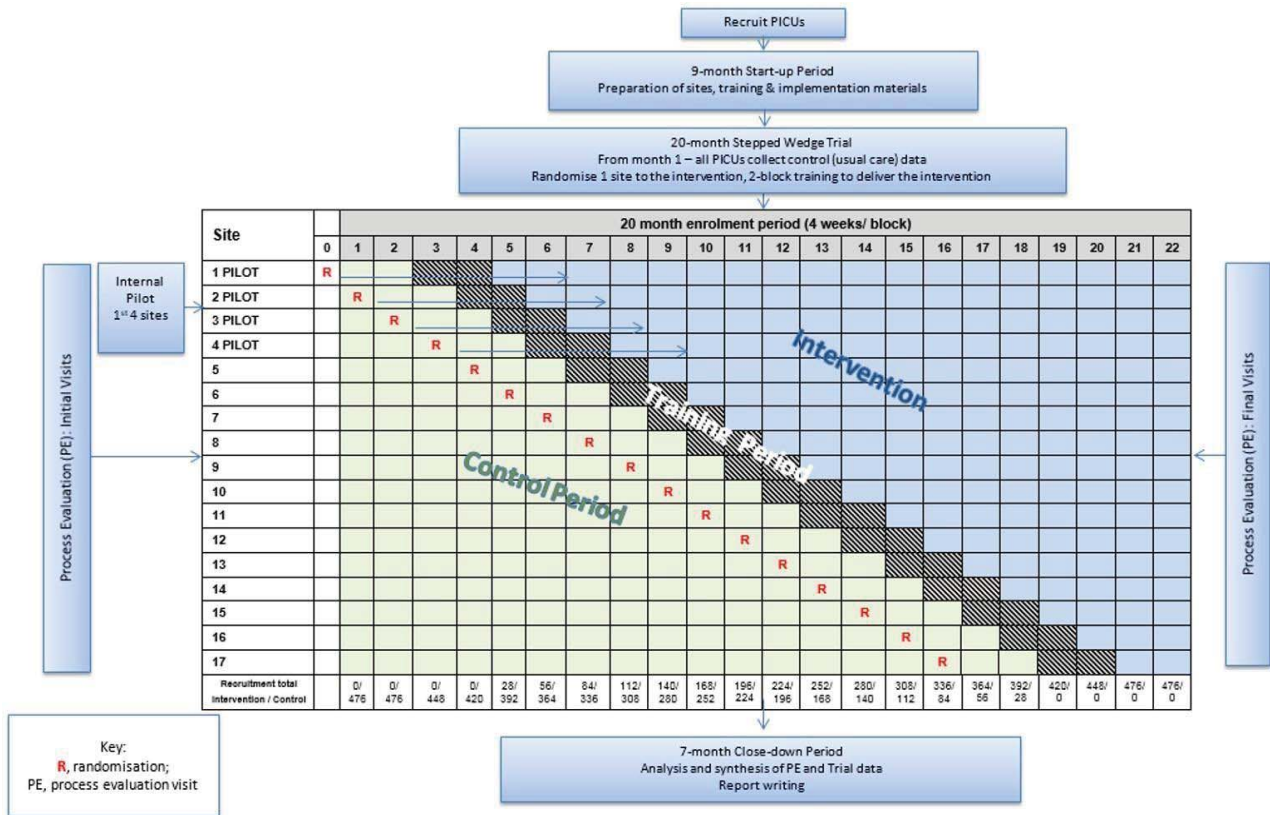 Recruit PICUs
9-month Start-up Period
Preparation of sites, training & implementation materials
20-month Stepped Wedge Trial
From month 1 – all PICUs collect control (usual care) data
Randomise 1 site to the intervention, 2-block training to deliver the intervention
Site
20 month enrolment period (4 weeks/ block)
0 1 2 3 4 5 6 7 8 9 10 11 12 13 14 15 16 17 18 19 20 21 22
1 PILOT R
2 PILOT R
3 PILOT R
4 PILOT R
5 R
6 R
7 R
8 R
9 R
10 R
11 R
12 R
13 R
14 R
15 R
16 R
17 R
Intervention
Training Period
Control Period
Recruitment total
Intervention / Control
0/ 0/ 0/ 0/ 28/ 56/ 84/ 112/ 140/ 168/ 196/ 224/ 252/ 280/ 308/ 336/ 364/ 392/ 420/ 448/ 476/ 476/
476 476 448 420 392 364 336 308 280 252 224 196 168 140 112 84 56 28 0 0 0 0
Internal
Pilot
1st 4 sites
Process Evaluation (PE): Initial Visits
Process Evaluation (PE): Final Visits
7-month Close-down Period
Analysis and synthesis of PE and Trial data
Report writing
Key:
R, randomisation;
PE, process evaluation visit